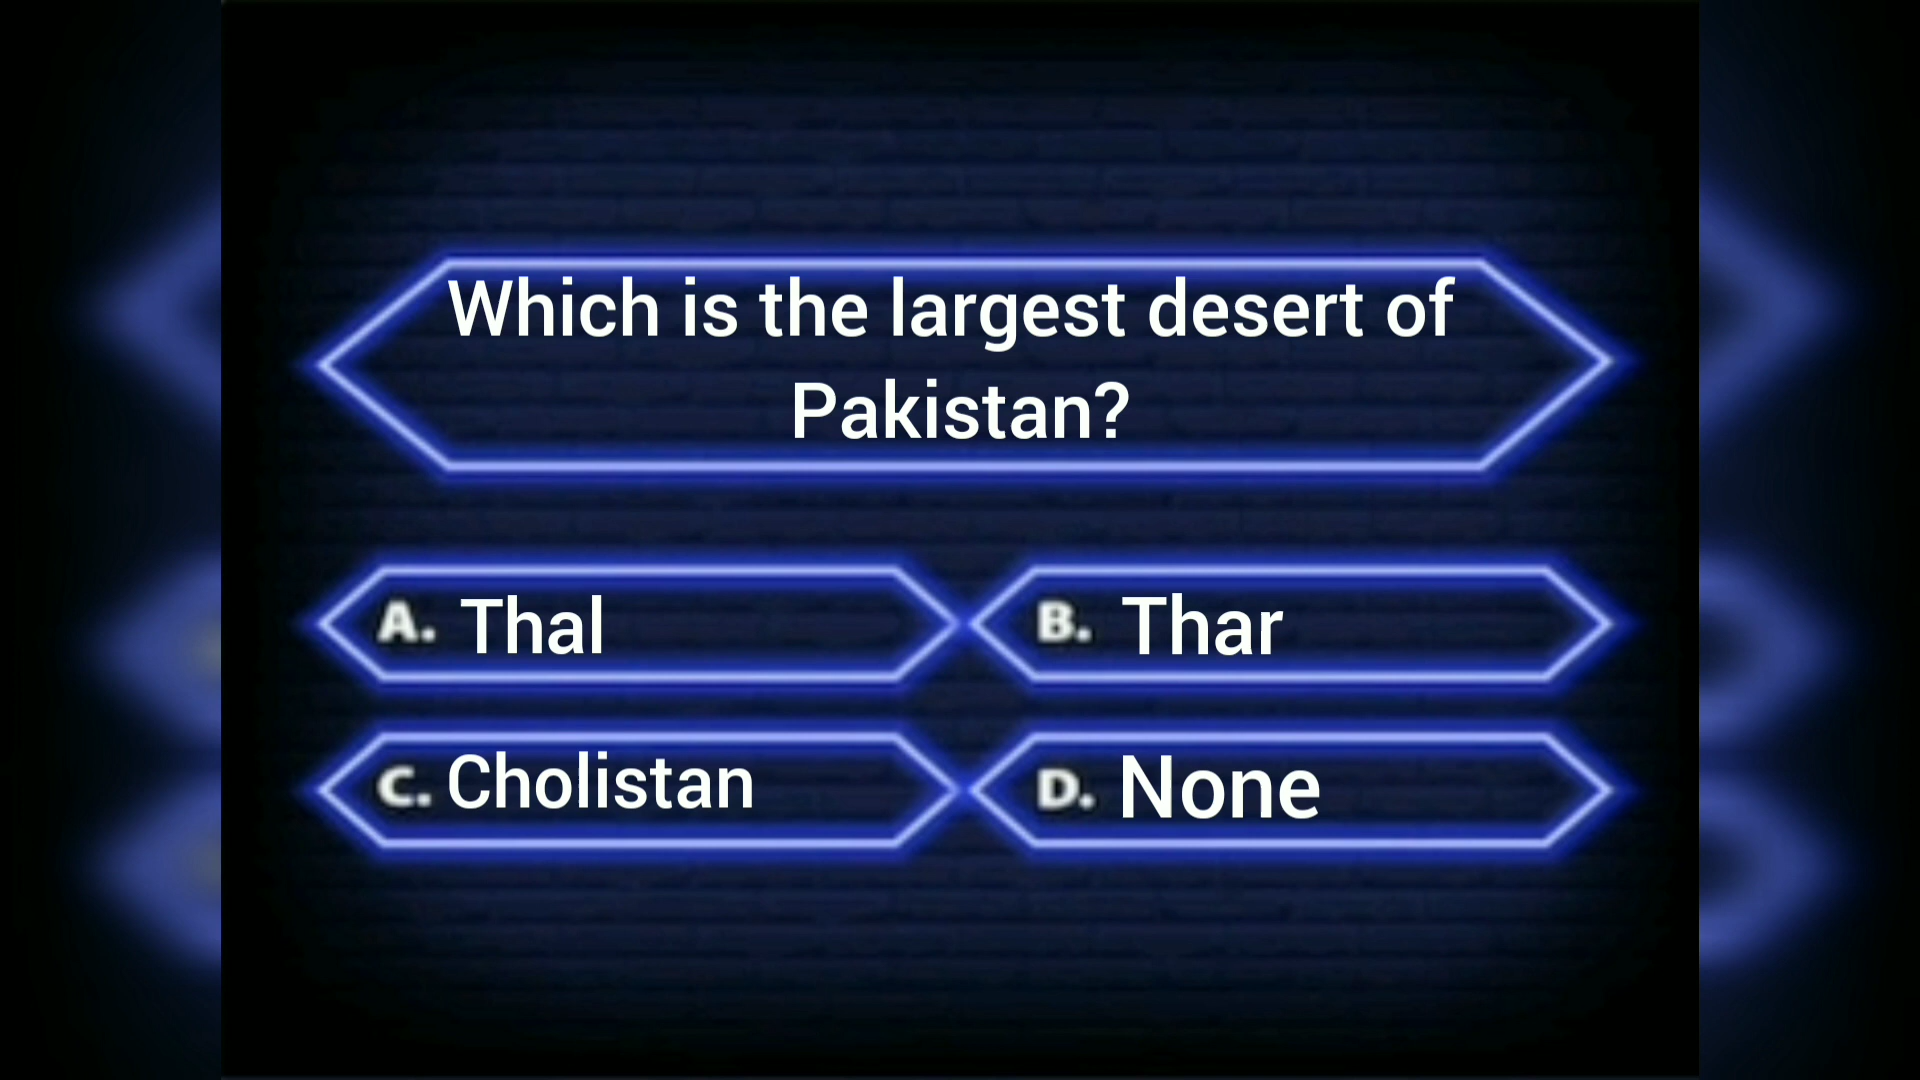 Which is the largest desert of
Pakistan?
A. Thal
B. Thar
C. Cholistan
D. None